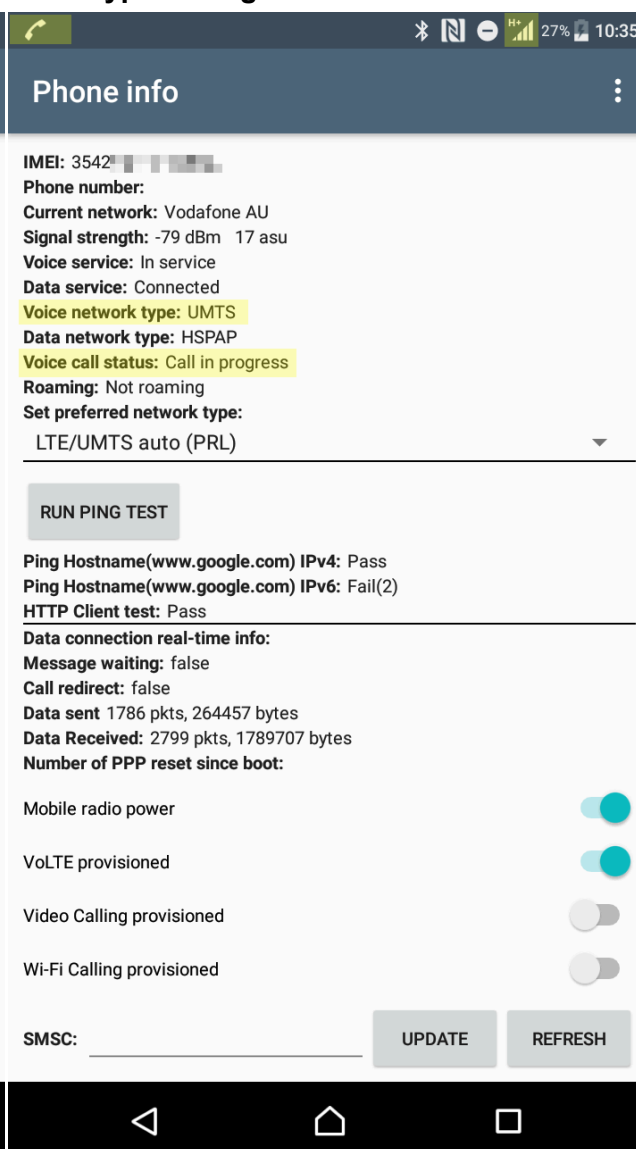 H+ 27% 10:35
Phone info
IMEI: 3542
Phone number:
Current network: Vodafone AU
Signal strength: -79 dBm 17 asu
Voice service: In service
Data service: Connected
Voice network type: UMTS
Data network type: HSPAP
Voice call status: Call in progress
Roaming: Not roaming
Set preferred network type:
LTE/UMTS auto (PRL)
RUN PING TEST
Ping Hostname(www.google.com) IPv4: Pass
Ping Hostname(www.google.com) IPv6: Fail(2)
HTTP Client test: Pass
Data connection real-time info:
Message waiting: false
Call redirect: false
Data sent 1786 pkts, 264457 bytes
Data Received: 2799 pkts, 1789707 bytes
Number of PPP reset since boot:
Mobile radio power
VoLTE provisioned
Video Calling provisioned
Wi-Fi Calling provisioned
SMSC: UPDATE REFRESH